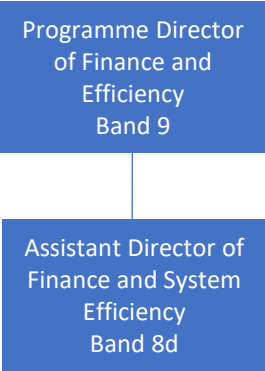 Programme Director
of Finance and
Efficiency
Band 9
Assistant Director of
Finance and System
Efficiency
Band 8d